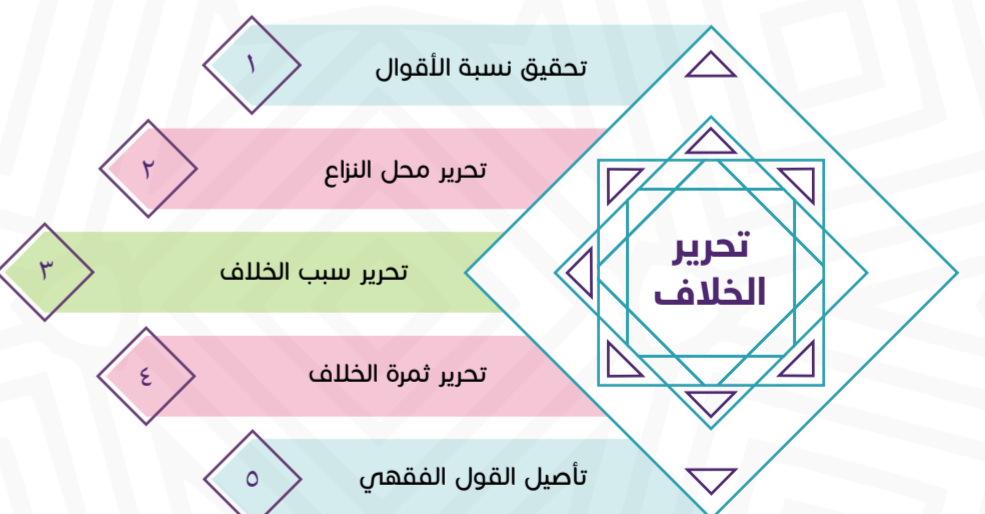 تحرير
الخلاف
١
تحقيق نسبة الأقوال
٢
تحرير محل النزاع
٣
تحرير سبب الخلاف
٤
تحرير ثمرة الخلاف
٥
تأصيل القول الفقهي